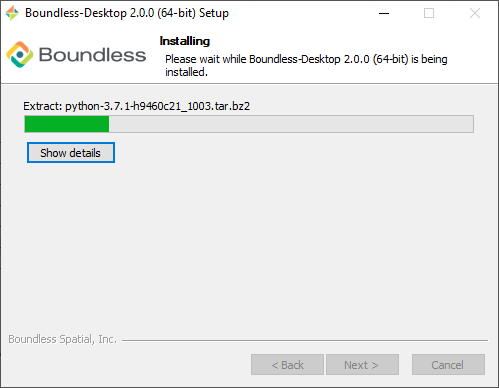 Boundless-Desktop 2.0.0 (64-bit) Setup
Boundless
Installing
Please wait while Boundless-Desktop 2.0.0 (64-bit) is being
installed.
Extract: python-3.7.1-h9460c21_1003.tar.bz2
Show details
Boundless Spatial, Inc.
< Back
Next >
Cancel